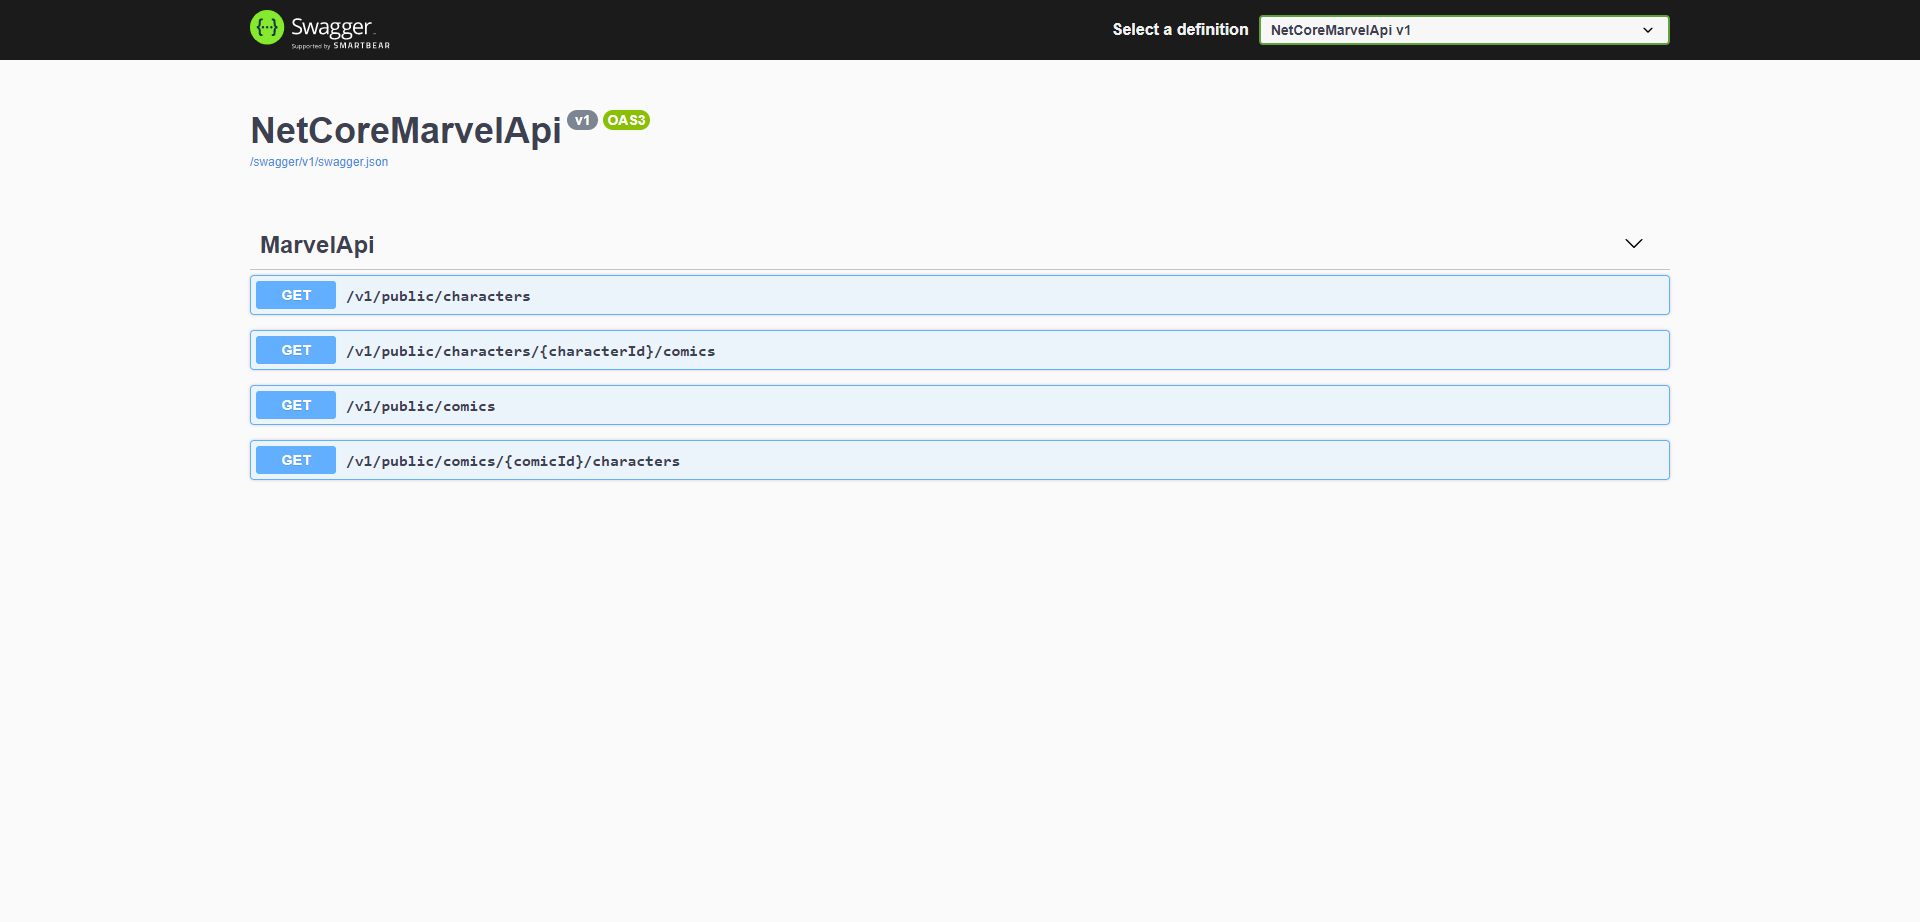 Swagger
Supported by SMARTBEAR
Select a definition
NetCoreMarvelApi v1
NetCoreMarvelApi v1 OAS3
/swagger/v1/swagger.json
MarvelApi
GET /v1/public/characters
GET /v1/public/characters/{characterId}/comics
GET /v1/public/comics
GET /v1/public/comics/{comicId}/characters